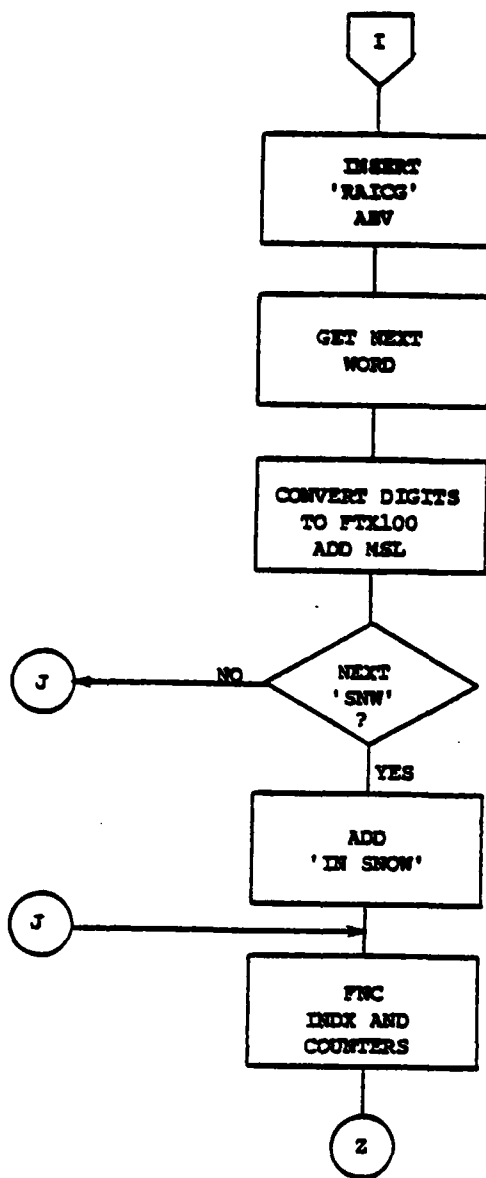 I
INSERT
'RAICG'
ABV
GET NEXT
WORD
CONVERT DIGITS
TO FTX100
ADD MSL
NEXT
'SNW'
?
NO
J
YES
ADD
'IN SNOW'
J
FNC
INDX AND
COUNTERS
Z